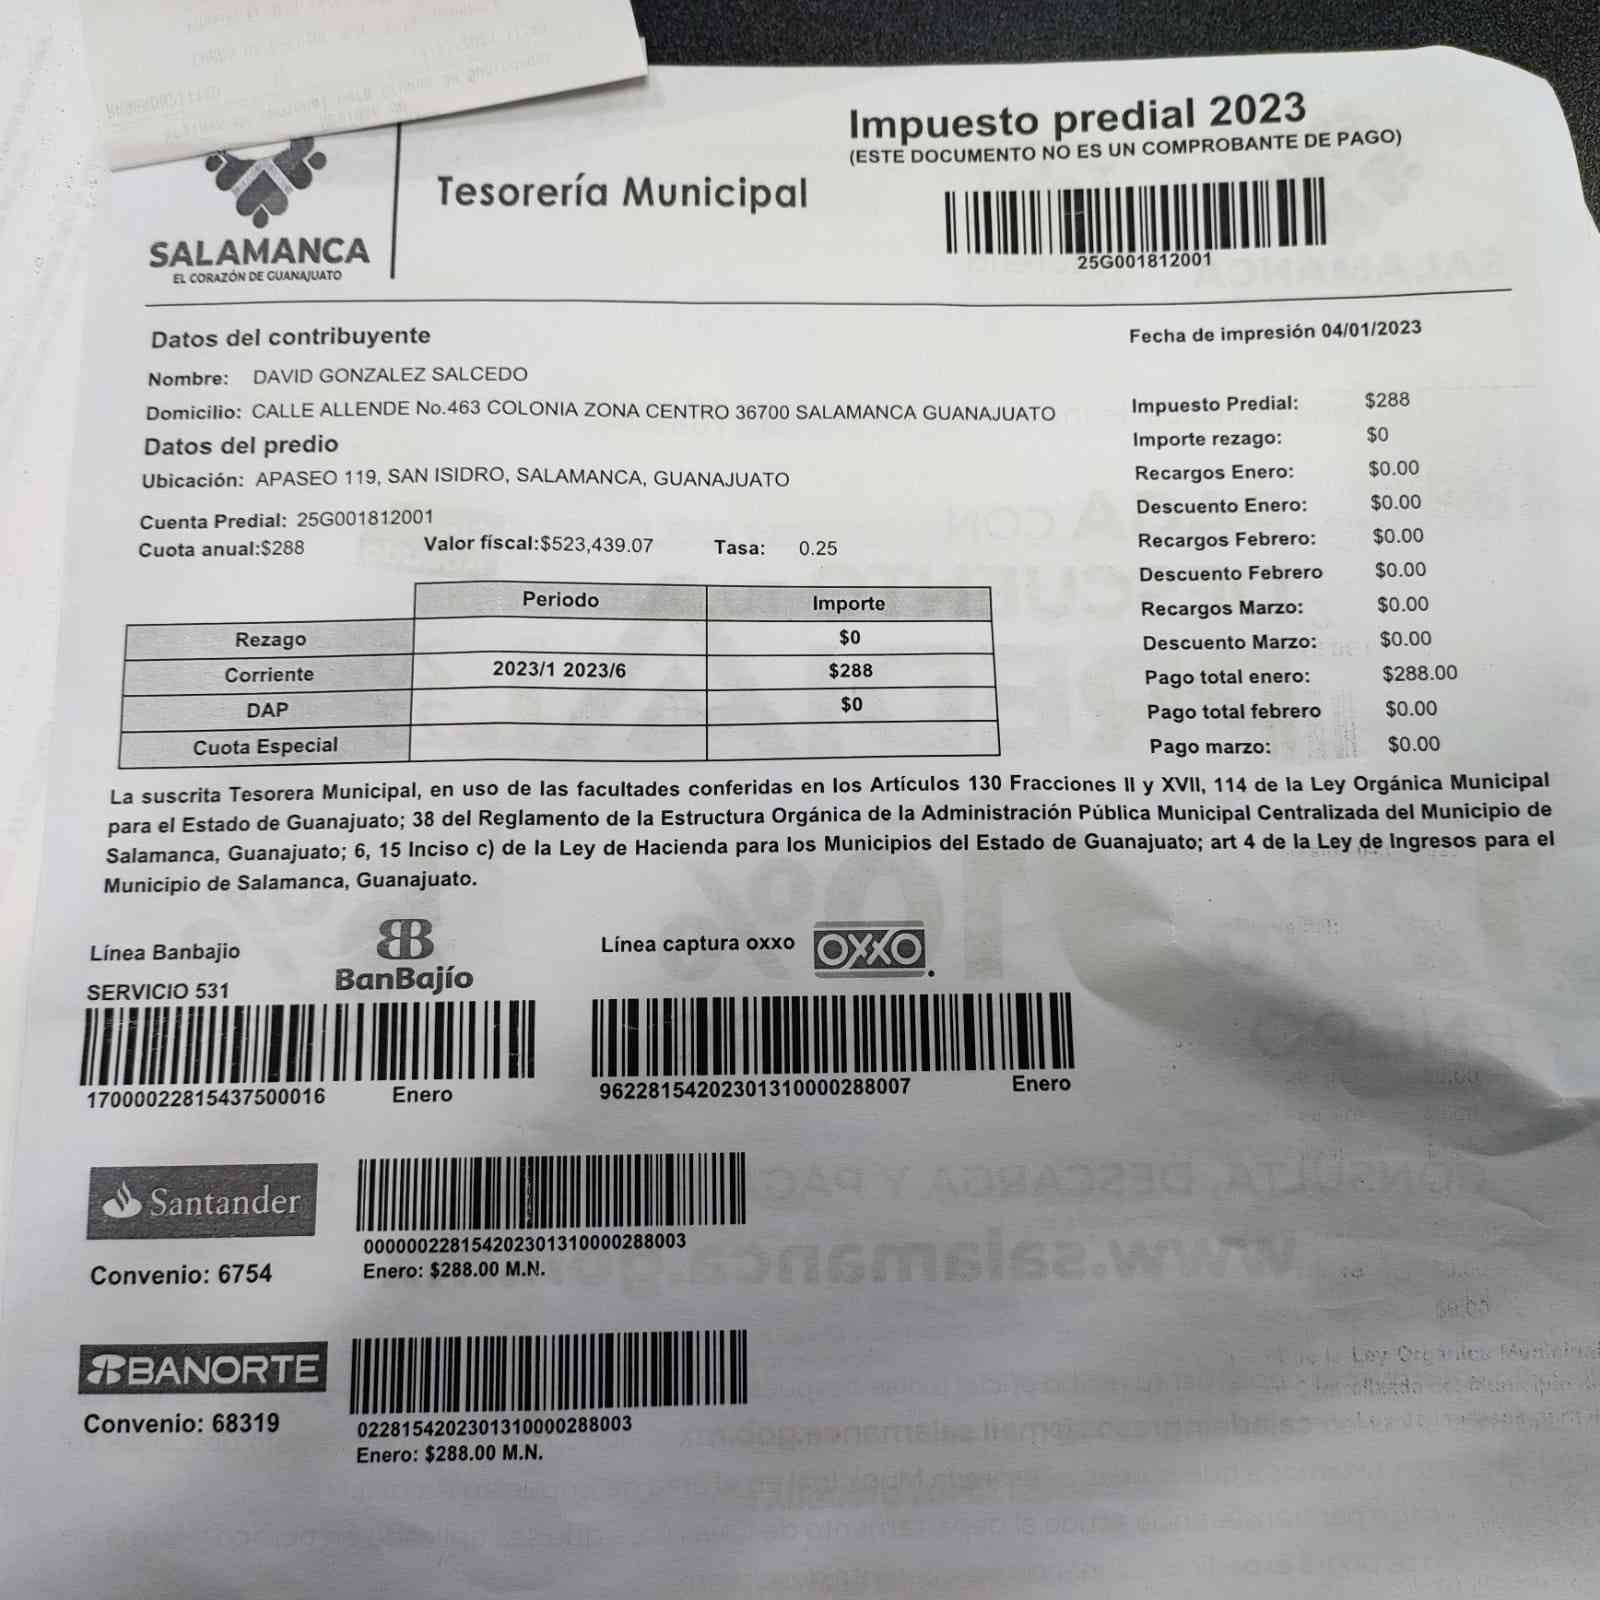 Impuesto predial 2023
(ESTE DOCUMENTO NO ES UN COMPROBANTE DE PAGO)
Tesorería Municipal
SALAMANCA
EL CORAZÓN DE GUANAJUATO
25G001812001
Datos del contribuyente
Fecha de impresión 04/01/2023
Nombre: DAVID GONZALEZ SALCEDO
Domicilio: CALLE ALLENDE No.463 COLONIA ZONA CENTRO 36700 SALAMANCA GUANAJUATO
Datos del predio
Ubicación: APASEO 119, SAN ISIDRO, SALAMANCA, GUANAJUATO
Cuenta Predial: 25G001812001
Cuota anual:$288 Valor fiscal:$523,439.07 Tasa: 0.25
Impuesto Predial: $288
Importe rezago: $0
Recargos Enero: $0.00
Descuento Enero: $0.00
Recargos Febrero: $0.00
Descuento Febrero $0.00
Recargos Marzo: $0.00
Descuento Marzo: $0.00
Pago total enero: $288.00
Pago total febrero $0.00
Pago marzo: $0.00
Periodo Importe
Rezago $0
Corriente 2023/1 2023/6 $288
DAP $0
Cuota Especial
La suscrita Tesorera Municipal, en uso de las facultades conferidas en los Artículos 130 Fracciones II y XVII, 114 de la Ley Orgánica Municipal
para el Estado de Guanajuato; 38 del Reglamento de la Estructura Orgánica de la Administración Pública Municipal Centralizada del Municipio de
Salamanca, Guanajuato; 6, 15 Inciso c) de la Ley de Hacienda para los Municipios del Estado de Guanajuato; art 4 de la Ley de Ingresos para el
Municipio de Salamanca, Guanajuato.
Línea Banbajio
BanBajío
SERVICIO 531
17000022815437500016 Enero
Línea captura oxxo
OXXO
96228154202301310000288007 Enero
Santander
Convenio: 6754
000000228154202301310000288003
Enero: $288.00 M.N.
BANORTE
Convenio: 68319
0228154202301310000288003
Enero: $288.00 M.N.